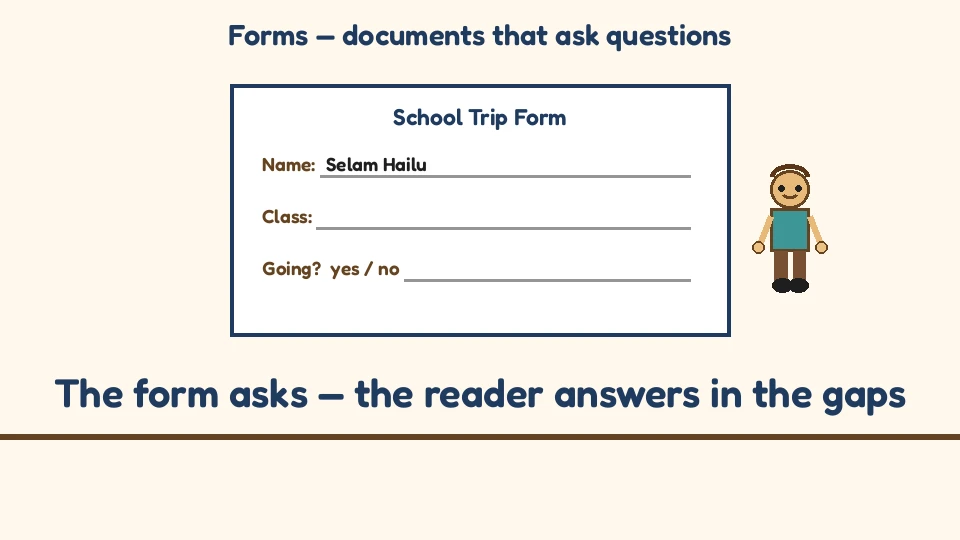 Forms — documents that ask questions
School Trip Form
Name: Selam Hailu
Class:
Going? yes / no
The form asks — the reader answers in the gaps